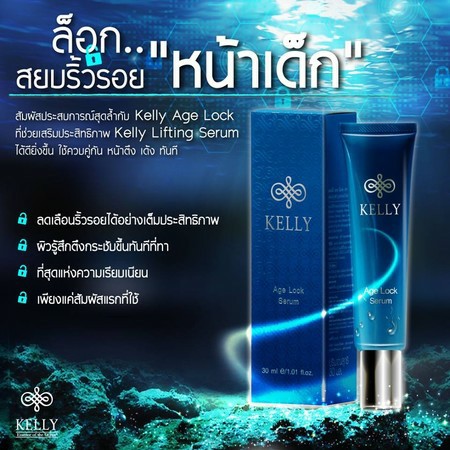 ล็อก..
สยบริ้วรอย "หน้าเด็ก"
สัมผัสประสบการณ์สุดล้ำกับ Kelly Age Lock
ที่ช่วยเสริมประสิทธิภาพ Kelly Lifting Serum
ได้ดียิ่งขึ้น ใช้ควบคู่กัน หน้าตึง เด้ง ทันที
ลดเลือนริ้วรอยได้อย่างเต็มประสิทธิภาพ
ผิวรู้สึกตึงกระชับขึ้นทันทีที่ทา
ที่สุดแห่งความเรียบเนียน
เพียงแค่สัมผัสแรกที่ใช้
KELLY
Age Lock
Serum
30 ml e/1.01 fl.oz.
KELLY
Age Lock
Serum
KELLY